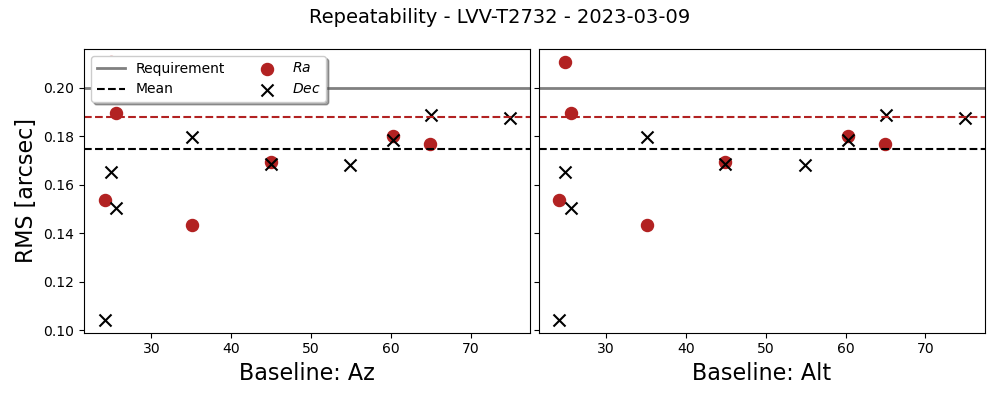 Repeatability - LVV-T2732 - 2023-03-09
Requirement
Mean
Ra
Dec
RMS [arcsec]
0.20
0.18
0.16
0.14
0.12
0.10
30 40 50 60 70
30 40 50 60 70
Baseline: Az
Baseline: Alt